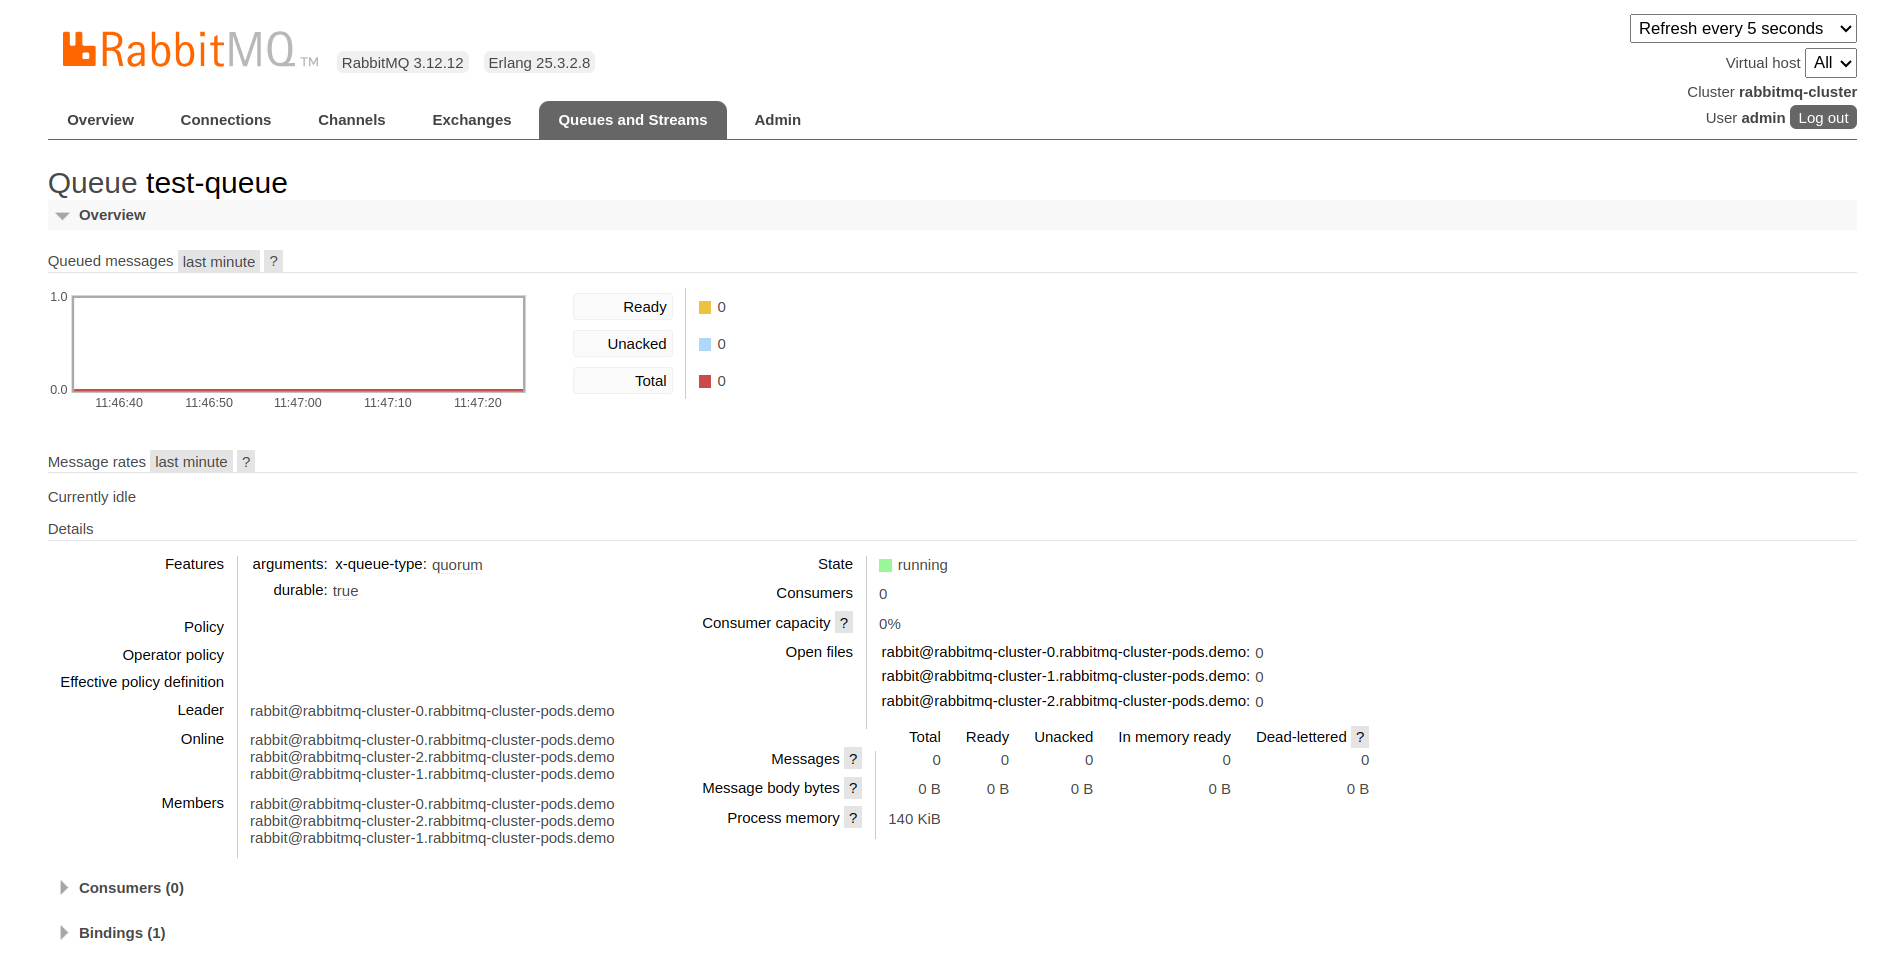 RabbitMQ TM RabbitMQ 3.12.12 Erlang 25.3.2.8
Refresh every 5 seconds
Virtual host All
Cluster rabbitmq-cluster
User admin Log out
Overview Connections Channels Exchanges Queues and Streams Admin
Queue test-queue
Overview
Queued messages last minute ?
1.0
0.0
11:46:40 11:46:50 11:47:00 11:47:10 11:47:20
Ready 0
Unacked 0
Total 0
Message rates last minute ?
Currently idle
Details
Features arguments: x-queue-type: quorum
durable: true
Policy
Operator policy
Effective policy definition
Leader rabbit@rabbitmq-cluster-0.rabbitmq-cluster-pods.demo
Online rabbit@rabbitmq-cluster-0.rabbitmq-cluster-pods.demo
rabbit@rabbitmq-cluster-2.rabbitmq-cluster-pods.demo
rabbit@rabbitmq-cluster-1.rabbitmq-cluster-pods.demo
Members rabbit@rabbitmq-cluster-0.rabbitmq-cluster-pods.demo
rabbit@rabbitmq-cluster-2.rabbitmq-cluster-pods.demo
rabbit@rabbitmq-cluster-1.rabbitmq-cluster-pods.demo
State running
Consumers 0
Consumer capacity ? 0%
Open files rabbit@rabbitmq-cluster-0.rabbitmq-cluster-pods.demo: 0
rabbit@rabbitmq-cluster-1.rabbitmq-cluster-pods.demo: 0
rabbit@rabbitmq-cluster-2.rabbitmq-cluster-pods.demo: 0
Total Ready Unacked In memory ready Dead-lettered ?
Messages ? 0 0 0 0 0
Message body bytes ? 0 B 0 B 0 B 0 B 0 B
Process memory ? 140 KiB
Consumers (0)
Bindings (1)